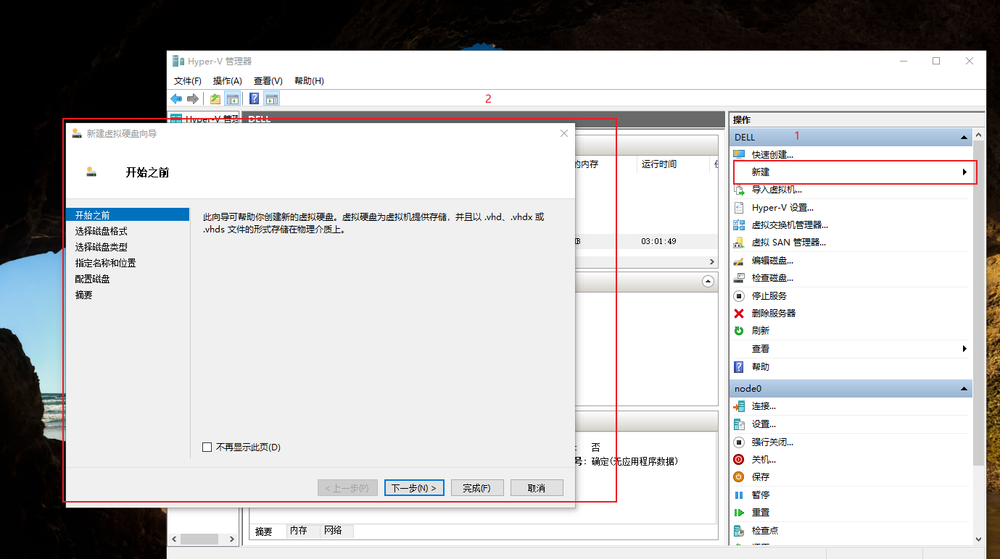 Hyper-V 管理器
文件(F) 操作(A) 查看(V) 帮助(H)
2
Hyper-V 管理
DELL
新建虚拟硬盘向导
开始之前
开始之前
选择磁盘格式
选择磁盘类型
指定名称和位置
配置磁盘
摘要
此向导可帮助你创建新的虚拟硬盘。虚拟硬盘为虚拟机提供存储，并且以 .vhd、.vhdx 或
.vhds 文件的形式存储在物理介质上。
不再显示此页(D)
< 上一步(P) 下一步(N) > 完成(F) 取消
的内存 运行时间
03:01:49
否
号: 确定(无应用程序数据)
摘要 内存 网络
操作
DELL 1
快速创建...
新建
导入虚拟机...
Hyper-V 设置...
虚拟交换机管理器...
虚拟 SAN 管理器...
编辑磁盘...
检查磁盘...
停止服务
删除服务器
刷新
查看
帮助
node0
连接...
设置...
强行关闭...
关机...
保存
暂停
重置
检查点